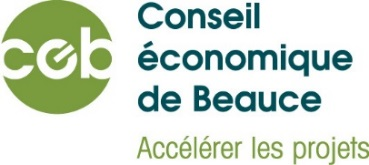 ceb
Conseil
économique
de Beauce
Accélérer les projets